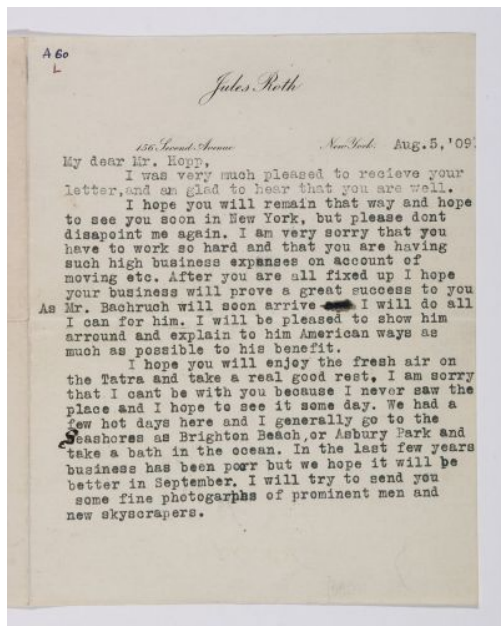 A 60
L
Jules Roth
156 Second Avenue New York. Aug.5,'09.
My dear Mr. Hopp,
I was very much pleased to recieve your
letter,and am glad to hear that you are well.
I hope you will remain that way and hope
to see you soon in New York, but please dont
disapoint me again. I am very sorry that you
have to work so hard and that you are having
such high business expanses on account of
moving etc. After you are all fixed up I hope
your business will prove a great success to you
As Mr. Bachruch will soon arrive I will do all
I can for him. I will be pleased to show him
arround and explain to him American ways as
much as possible to his benefit.
I hope you will enjoy the fresh air on
the Tatra and take a real good rest. I am sorry
that I cant be with you because I never saw the
place and I hope to see it some day. We had a
few hot days here and I generally go to the
Seashores as Brighton Beach,or Asbury Park and
take a bath in the ocean. In the last few years
business has been poor but we hope it will be
better in September. I will try to send you
some fine photogarphs of prominent men and
new skyscrapers.